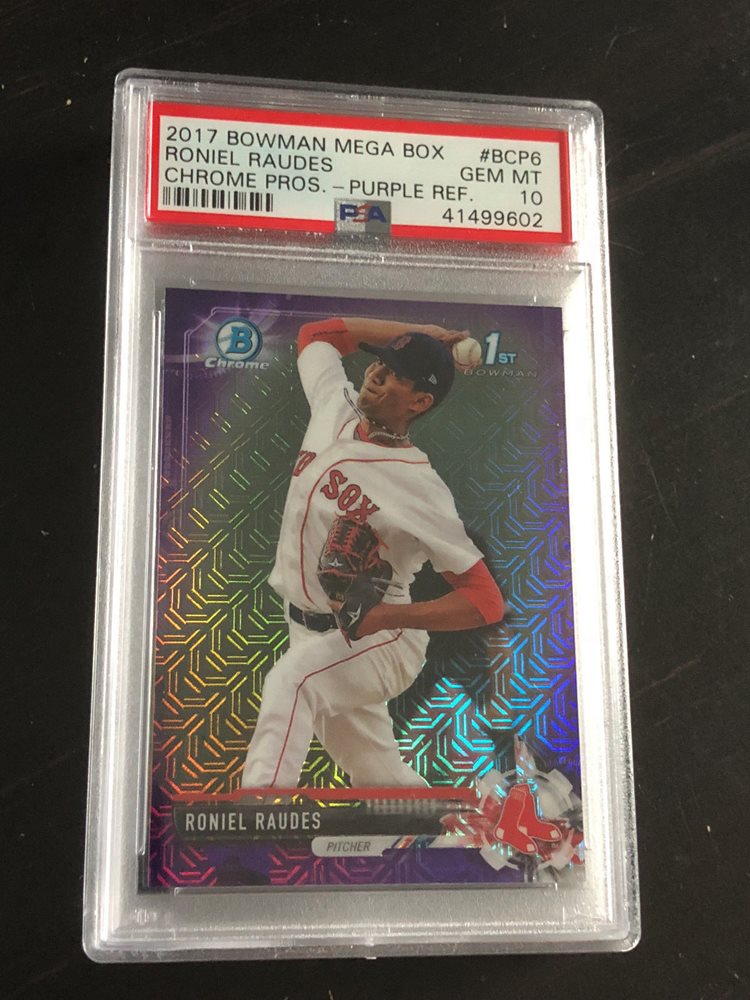 2017 BOWMAN MEGA BOX #BCP6
RONIEL RAUDES GEM MT
CHROME PROS. - PURPLE REF. 10
PSA 41499602
B 1ST
Chrome BOWMAN
SOX
RONIEL RAUDES
PITCHER